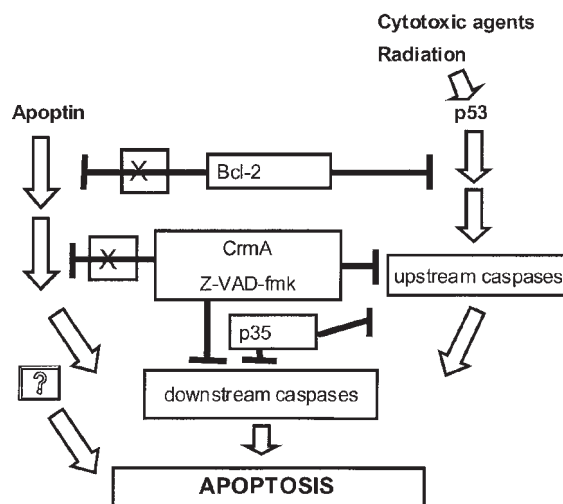 Cytotoxic agents
Radiation
Apoptin
p53
X
Bcl-2
CrmA
X
Z-VAD-fmk
upstream caspases
p35
?
downstream caspases
APOPTOSIS